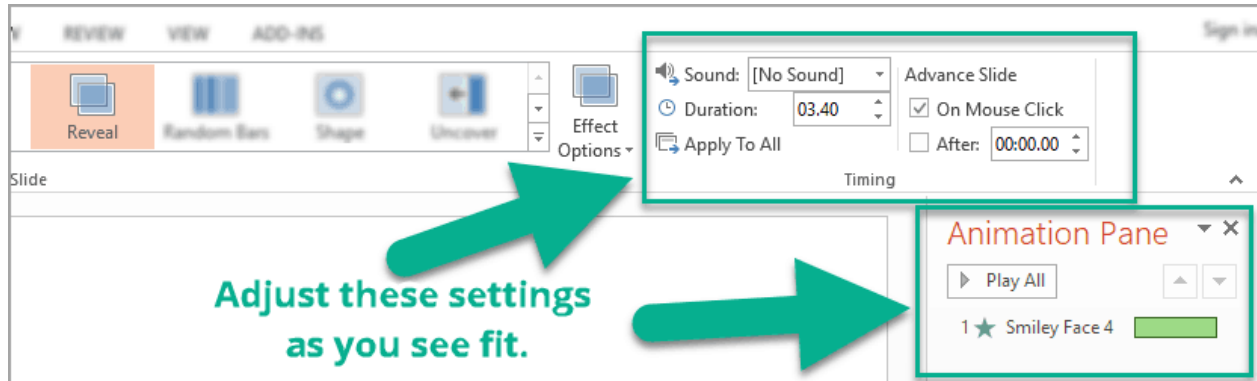 REVIEW VIEW ADD-INS Sign in
Reveal
Random Bars
Shape
Uncover
Effect
Options
Slide
Sound: [No Sound]
Duration: 03.40
Apply To All
Advance Slide
On Mouse Click
After: 00:00.00
Timing
Animation Pane
Play All
1 Smiley Face 4
Adjust these settings
as you see fit.